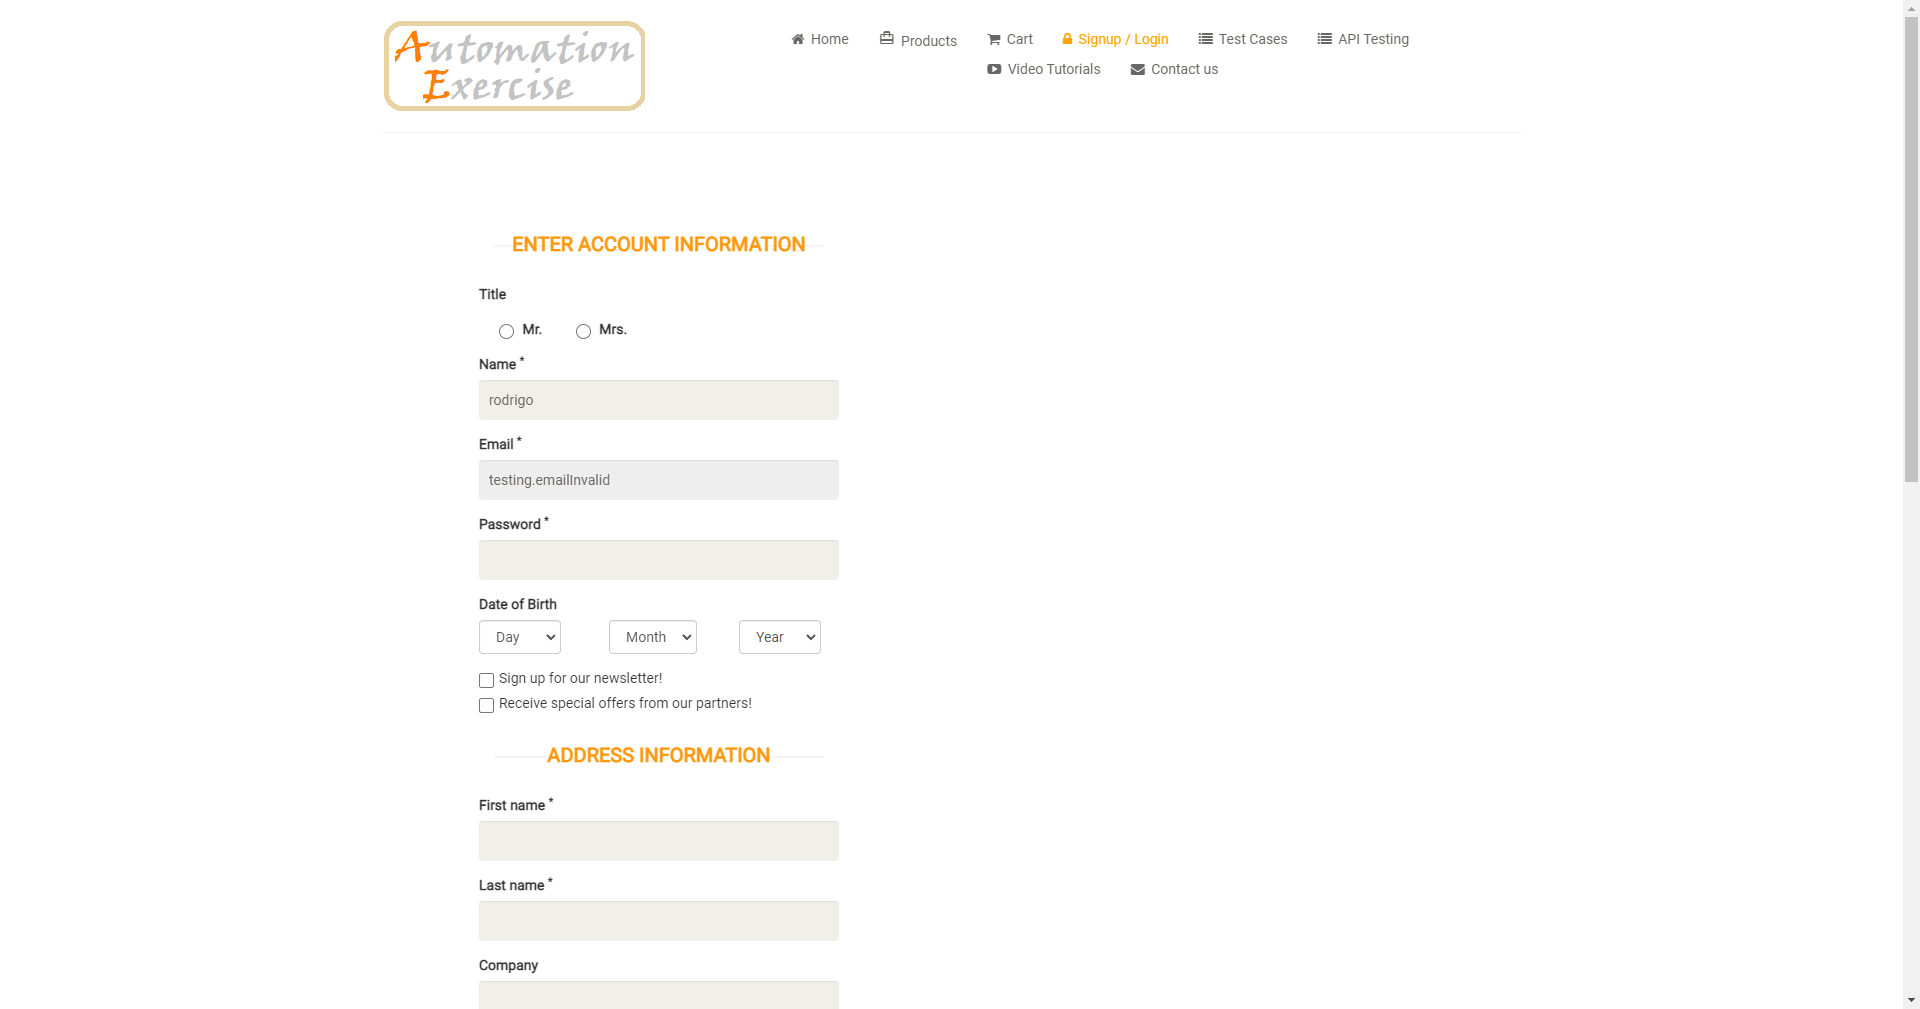 Automation
Exercise
Home
Products
Cart
Signup / Login
Test Cases
API Testing
Video Tutorials
Contact us
ENTER ACCOUNT INFORMATION
Title
Mr. Mrs.
Name *
rodrigo
Email *
testing.emailInvalid
Password *
Date of Birth
Day Month Year
Sign up for our newsletter!
Receive special offers from our partners!
ADDRESS INFORMATION
First name *
Last name *
Company